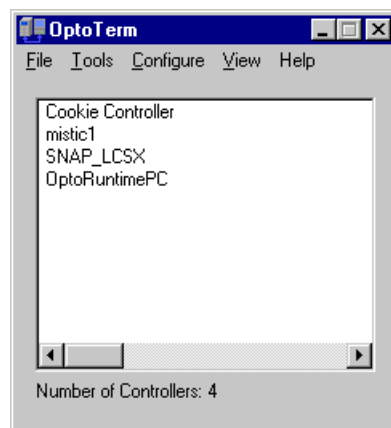 OptoTerm
File Tools Configure View Help
Cookie Controller
mistic1
SNAP_LCSX
OptoRuntimePC
Number of Controllers: 4